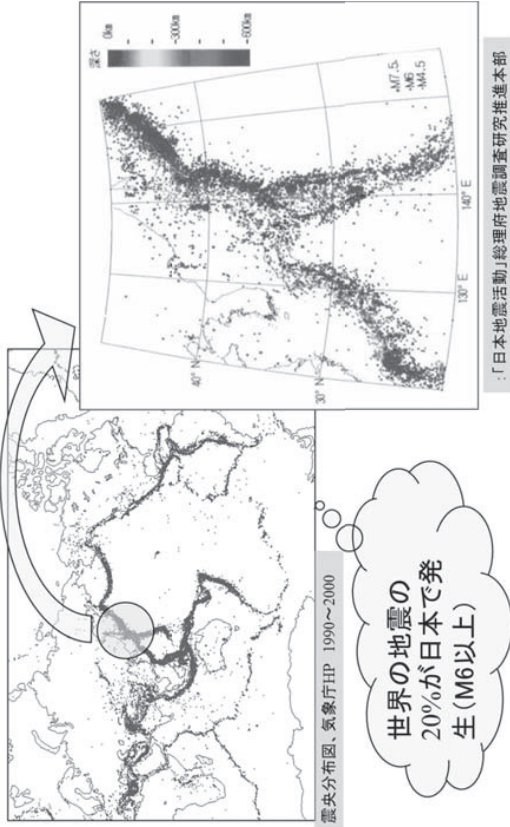 震央分布図、気象庁HP 1990~2000
世界の地震の
20%が日本で発
生(M6以上)
深さ
0km
-300km
-600km
40° N
30° N
130° E
140° E
•M7.5
•M6
•M4.5
:「日本地震活動」総理府地震調査研究推進本部